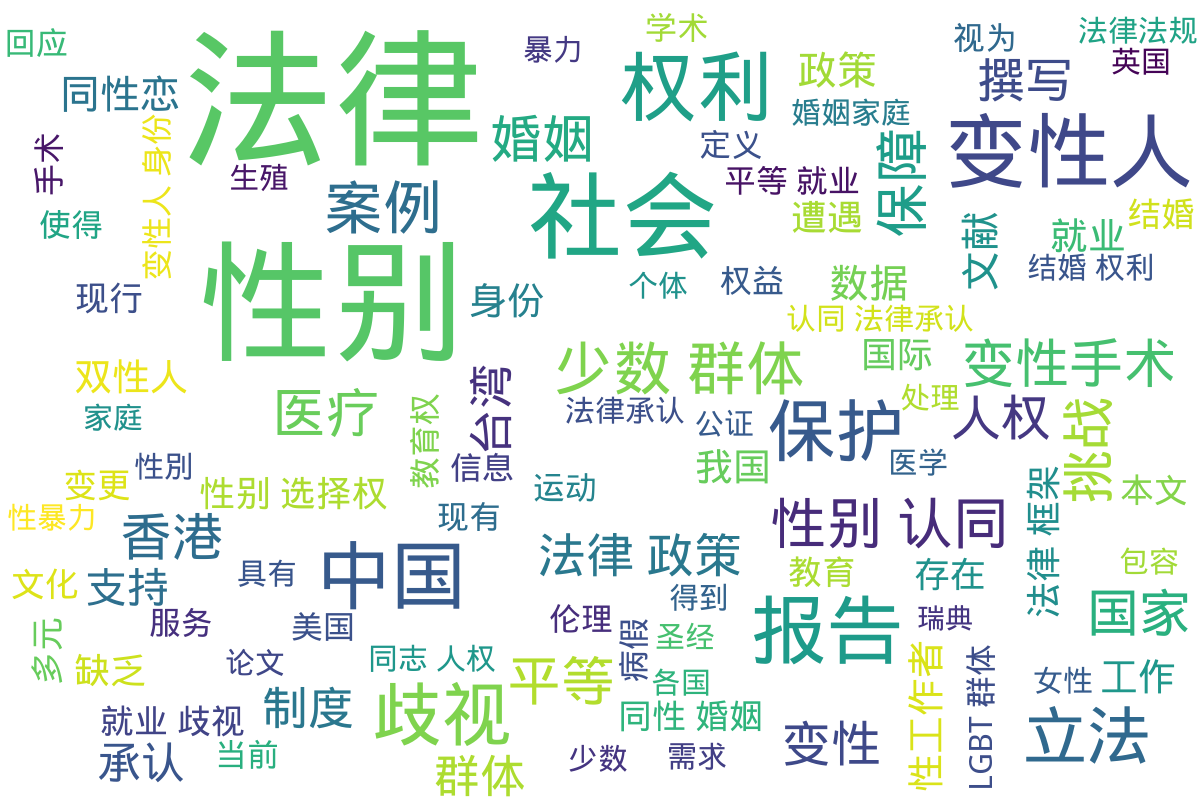 回应
暴力
学术
视为
法律法规
英国
同性恋
法律
权利
政策
撰写
婚姻家庭
手术
变性人 身份
婚姻
定义
保障
变性人
生殖
案例
社会
平等 就业
遭遇
文献
结婚
使得
就业
性别
身份
个体
权益
数据
结婚 权利
现行
认同 法律承认
双性人
少数 群体
国际
变性手术
家庭
医疗
教育权
台湾
法律承认
公证
保护
处理
人权
挑战
性別
信息
我国
医学
变更
性别 选择权
运动
本文
性暴力
香港
现有
性别 认同
法律 框架
文化
支持
具有
中国
法律 政策
教育
存在
包容
多元
服务
美国
伦理
得到
报告
瑞典
国家
缺乏
论文
同志 人权
病假
圣经
各国
平等
性工作者
LGBT 群体
女性
工作
就业 歧视
制度
歧视
同性 婚姻
变性
立法
承认
当前
群体
少数
需求